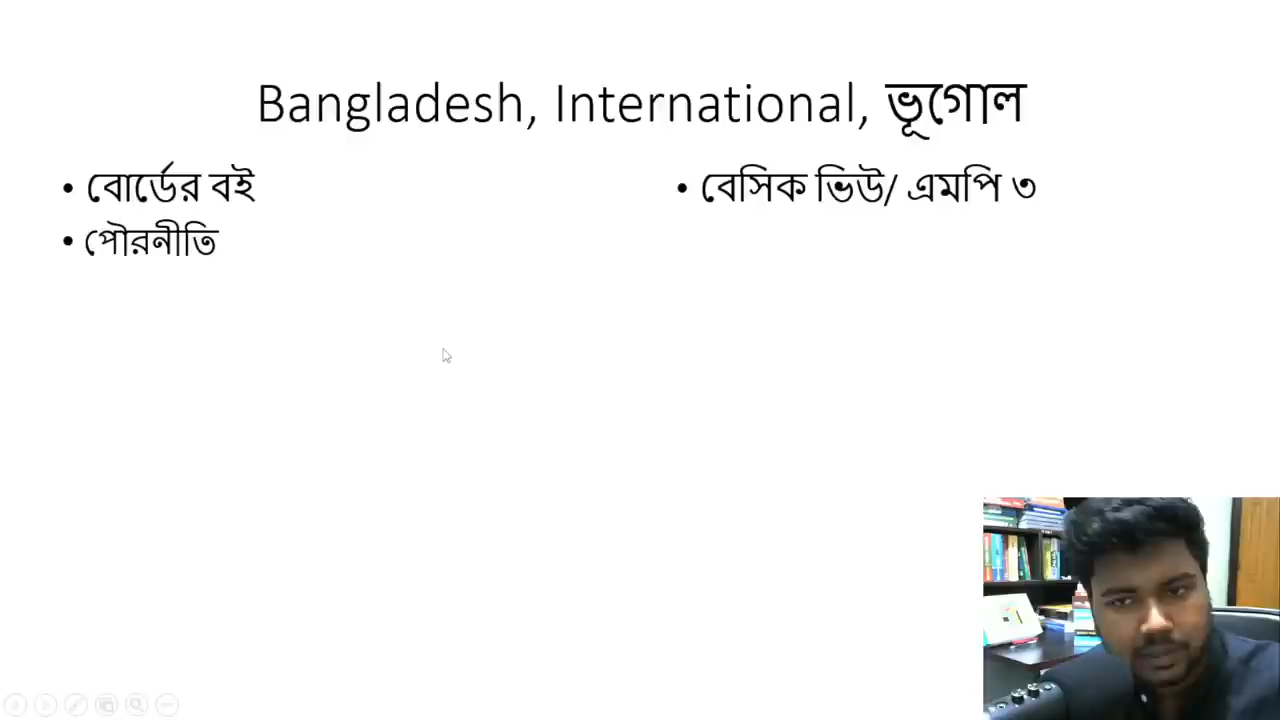 Bangladesh, International, ভূগোল
• বোর্ডের বই
• পৌরনীতি
• বেসিক ভিউ/ এমপি ৩